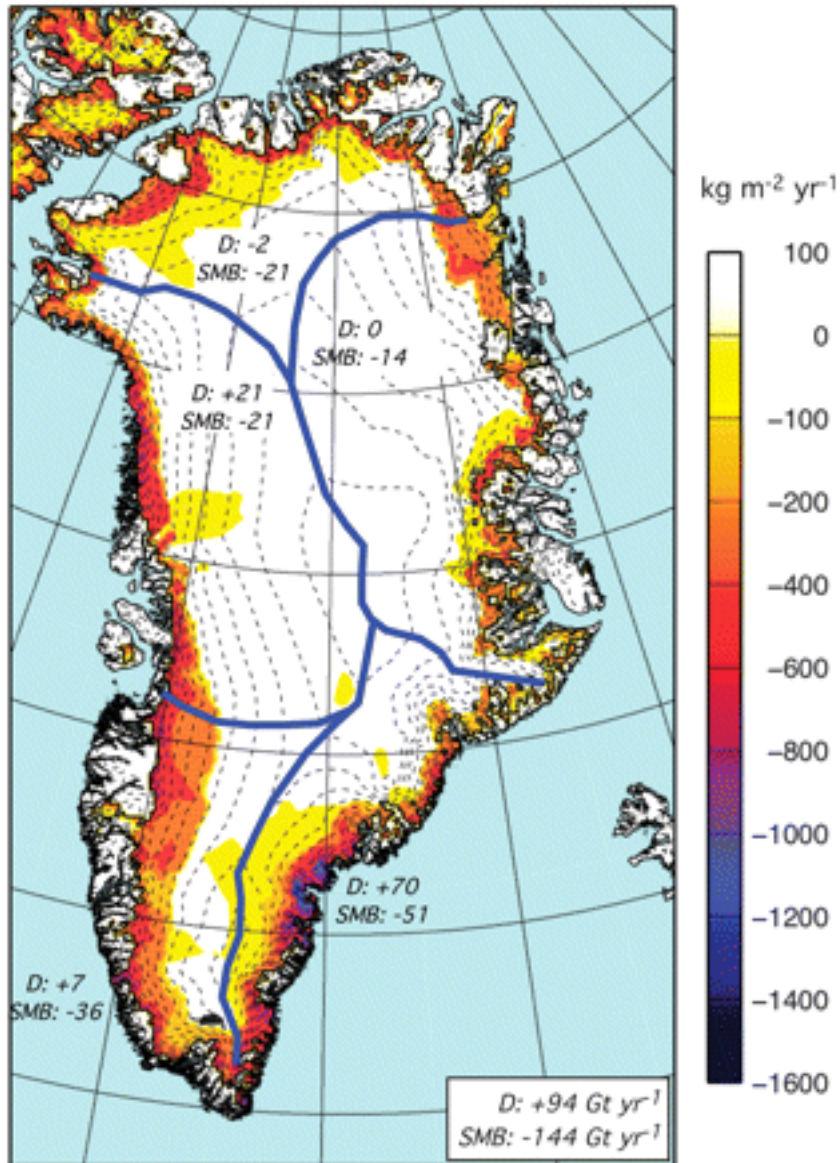 kg m-2 yr-1
100
0
-100
-200
-400
-600
-800
-1000
-1200
-1400
-1600
D: -2
SMB: -21
D: 0
SMB: -14
D: +21
SMB: -21
D: +70
SMB: -51
D: +7
SMB: -36
D: +94 Gt yr-1
SMB: -144 Gt yr-1